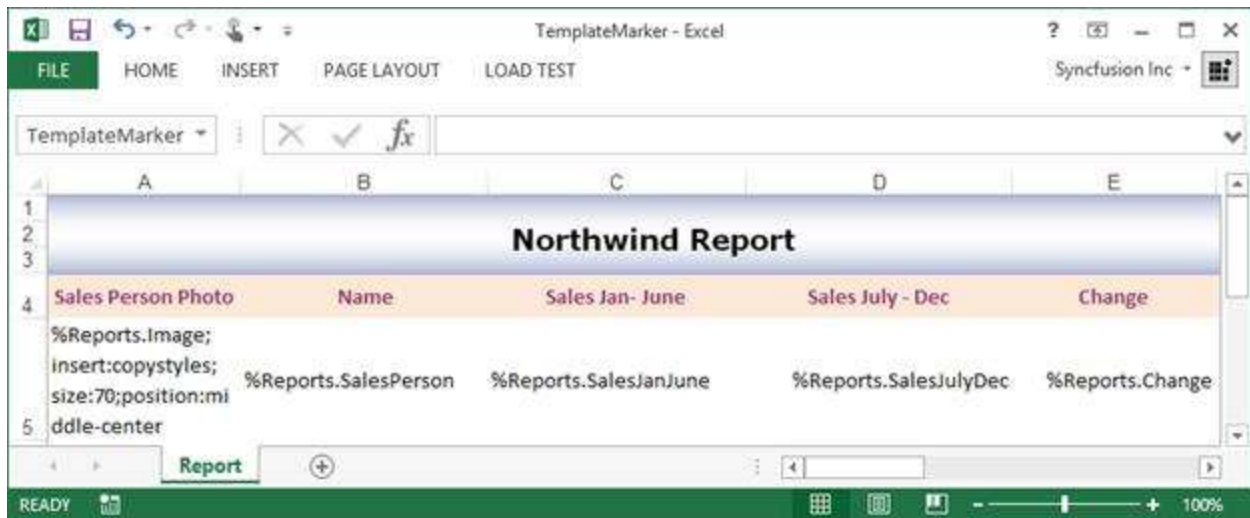 TemplateMarker - Excel
?
FILE HOME INSERT PAGE LAYOUT LOAD TEST Syncfusion Inc
TemplateMarker fx
A B C D E
1
2
3
Northwind Report
4 Sales Person Photo Name Sales Jan- June Sales July - Dec Change
%Reports.Image;
insert:copystyles;
size:70;position:mi
ddle-center
%Reports.SalesPerson %Reports.SalesJanJune %Reports.SalesJulyDec %Reports.Change
5
Report
READY 100%